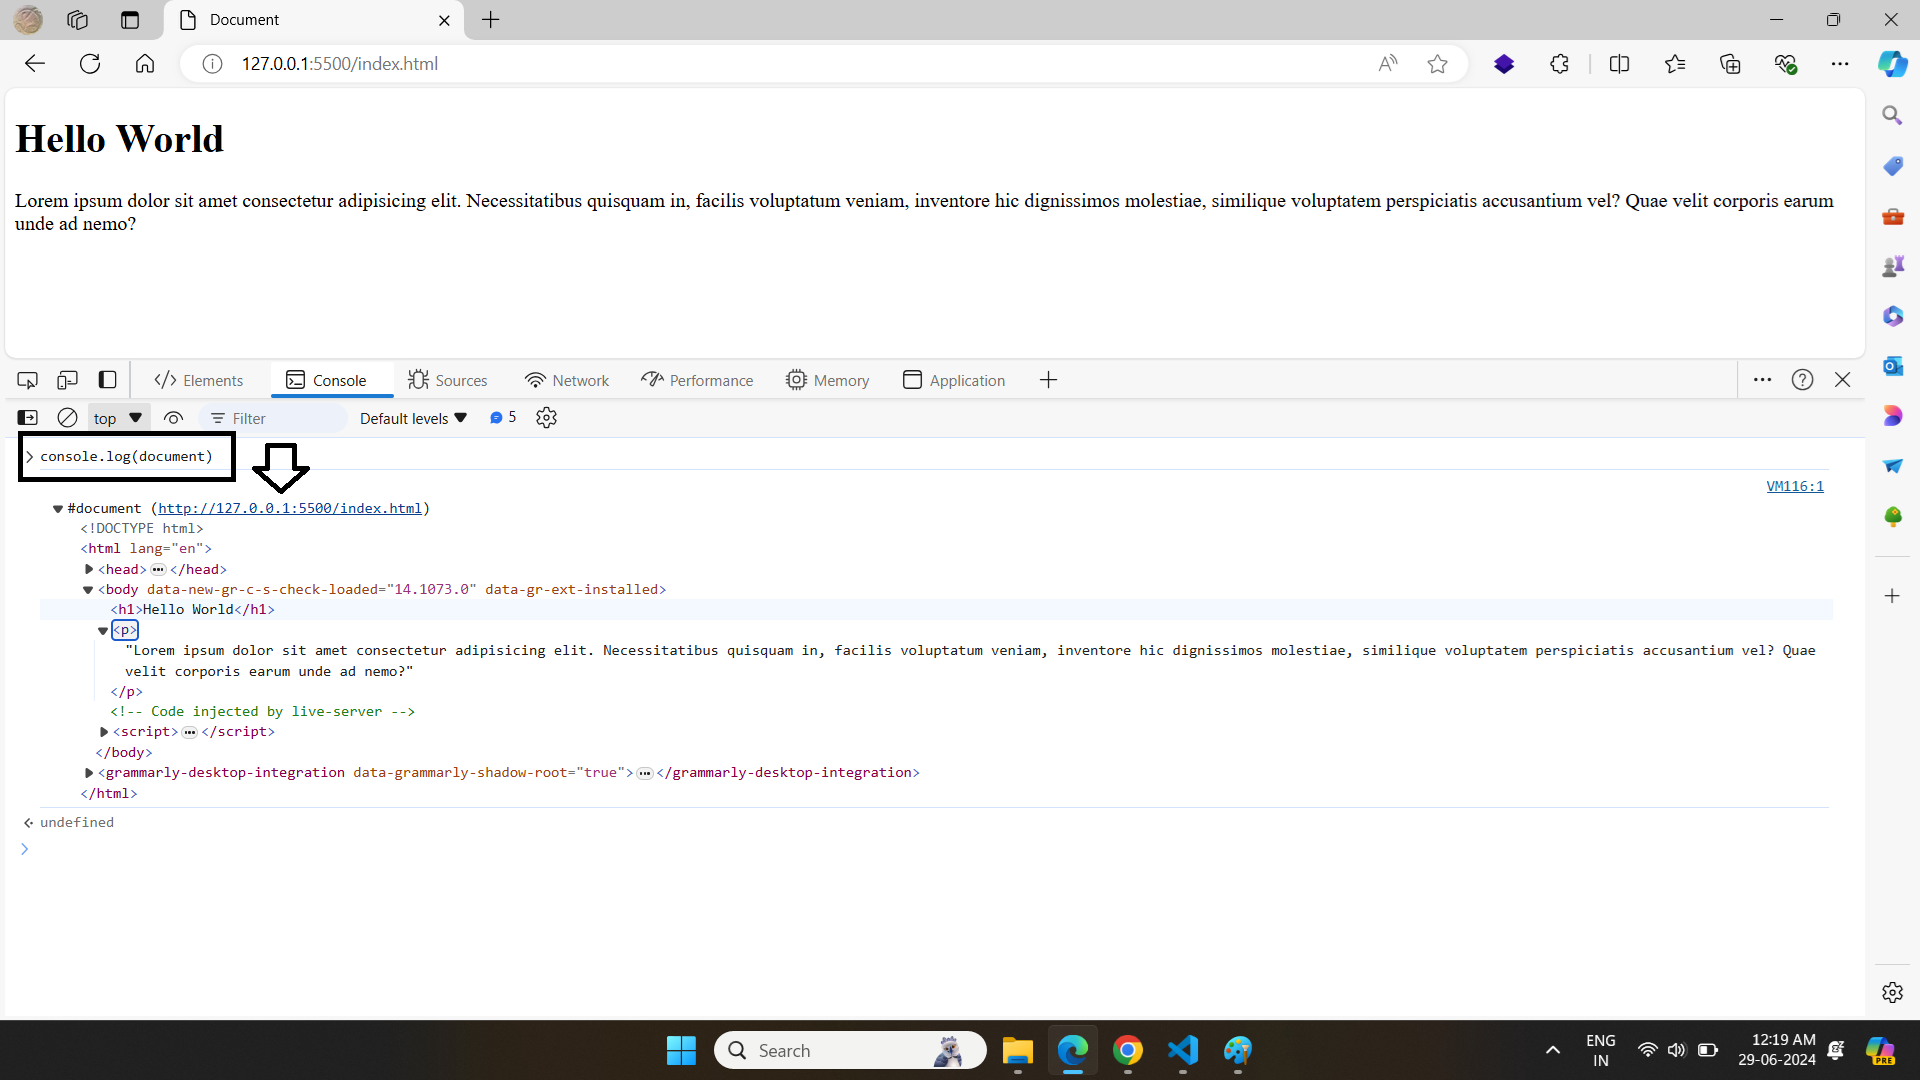 Document
127.0.0.1:5500/index.html
Hello World
Lorem ipsum dolor sit amet consectetur adipisicing elit. Necessitatibus quisquam in, facilis voluptatum veniam, inventore hic dignissimos molestiae, similique voluptatem perspiciatis accusantium vel? Quae velit corporis earum
unde ad nemo?
Elements Console Sources Network Performance Memory Application
top Filter Default levels 5
> console.log(document)
VM116:1
#document (http://127.0.0.1:5500/index.html)
<!DOCTYPE html>
<html lang="en">
<head>…</head>
<body data-new-gr-c-s-check-loaded="14.1073.0" data-gr-ext-installed>
<h1>Hello World</h1>
<p>
"Lorem ipsum dolor sit amet consectetur adipisicing elit. Necessitatibus quisquam in, facilis voluptatum veniam, inventore hic dignissimos molestiae, similique voluptatem perspiciatis accusantium vel? Quae
velit corporis earum unde ad nemo?"
</p>
<!-- Code injected by live-server -->
<script>…</script>
</body>
<grammarly-desktop-integration data-grammarly-shadow-root="true">…</grammarly-desktop-integration>
</html>
undefined
>
Search
ENG
IN
12:19 AM
29-06-2024
PRE